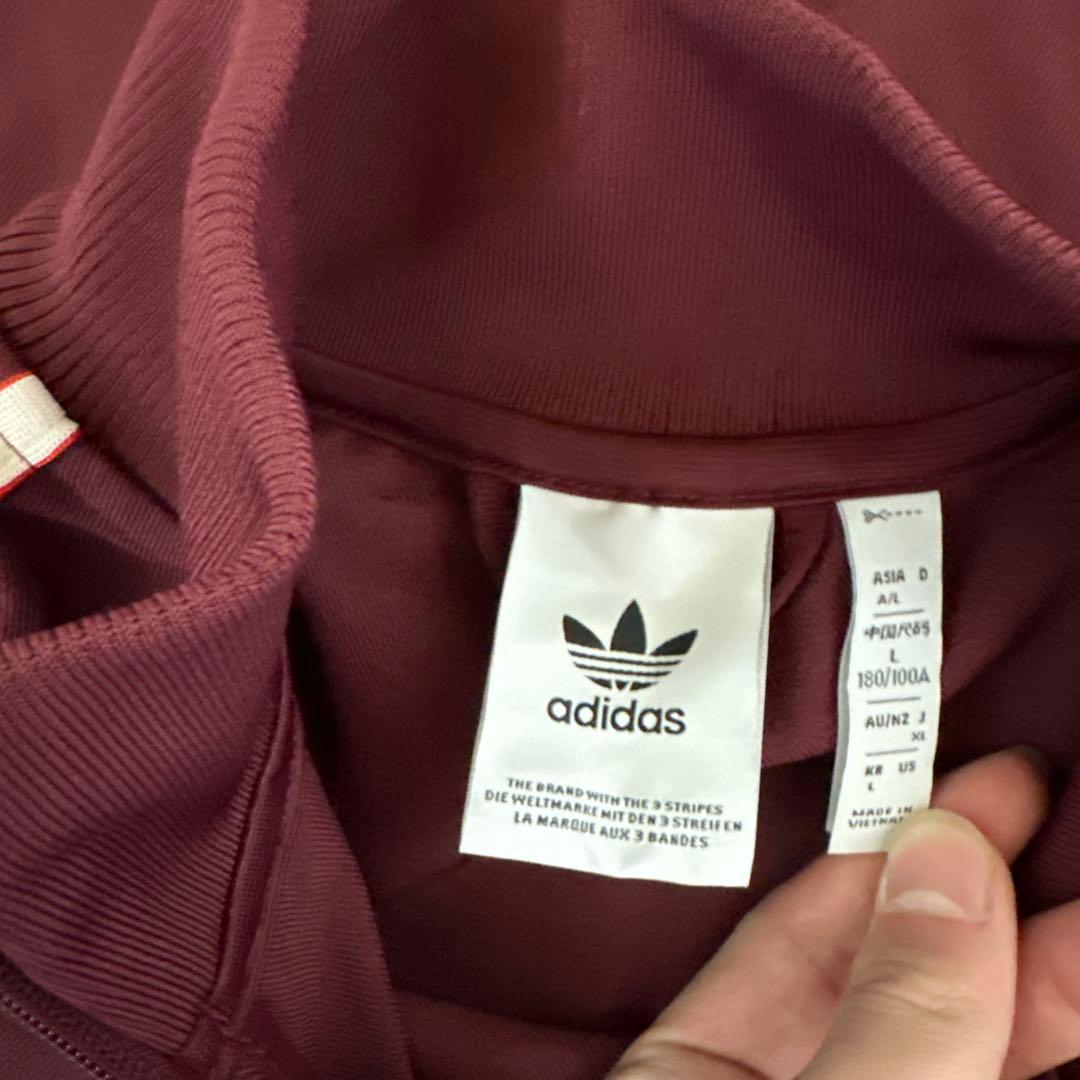 adidas
THE BRAND WITH THE 3 STRIPES
DIE WELTMARKE MIT DEN 3 STREIFEN
LA MARQUE AUX 3 BANDES
ASIA D
A/L
中国代码
L
180/100A
AU/NZ J
XL
KR US
L
MADE IN